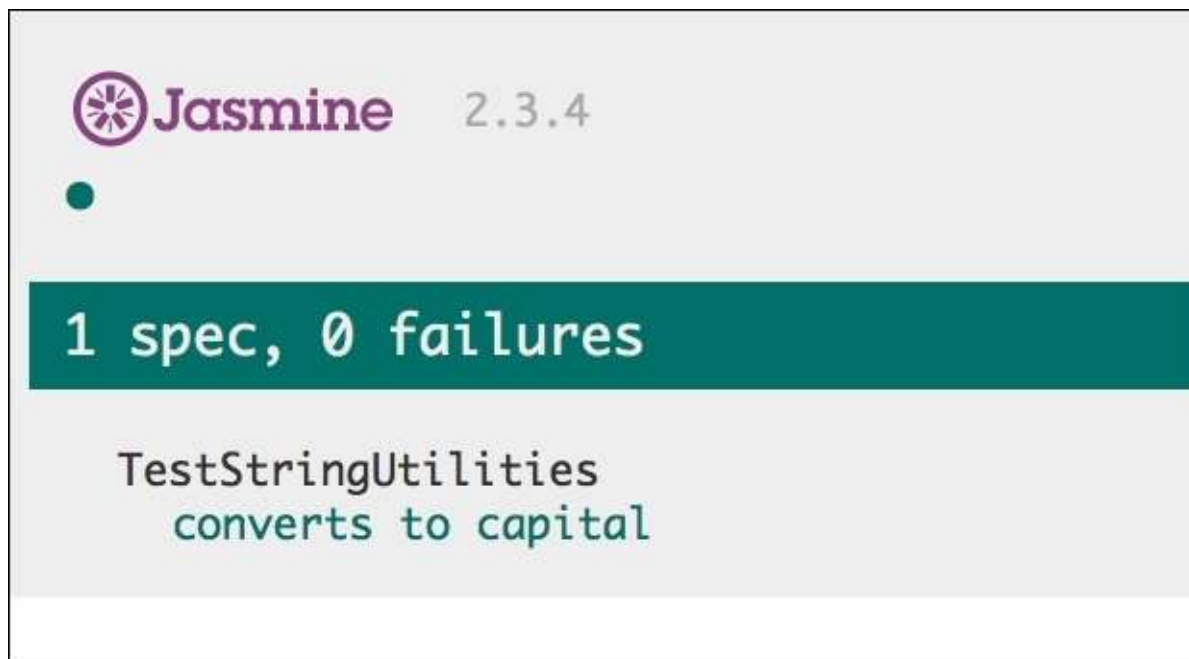 Jasmine 2.3.4
1 spec, 0 failures
TestStringUtilities
converts to capital